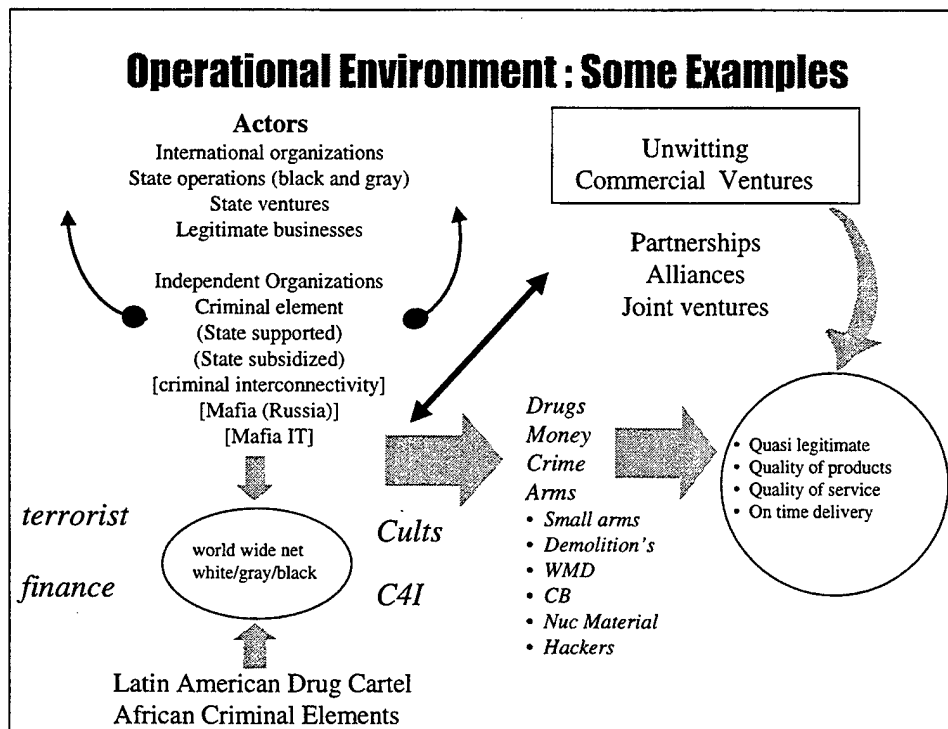 Operational Environment : Some Examples
Actors
International organizations
State operations (black and gray)
State ventures
Legitimate businesses
Independent Organizations
Criminal element
(State supported)
(State subsidized)
[criminal interconnectivity]
[Mafia (Russia)]
[Mafia IT]
Unwitting
Commercial Ventures
Partnerships
Alliances
Joint ventures
terrorist
finance
world wide net
white/gray/black
Cults
C4I
Latin American Drug Cartel
African Criminal Elements
Drugs
Money
Crime
Arms
• Small arms
• Demolition's
• WMD
• CB
• Nuc Material
• Hackers
• Quasi legitimate
• Quality of products
• Quality of service
• On time delivery